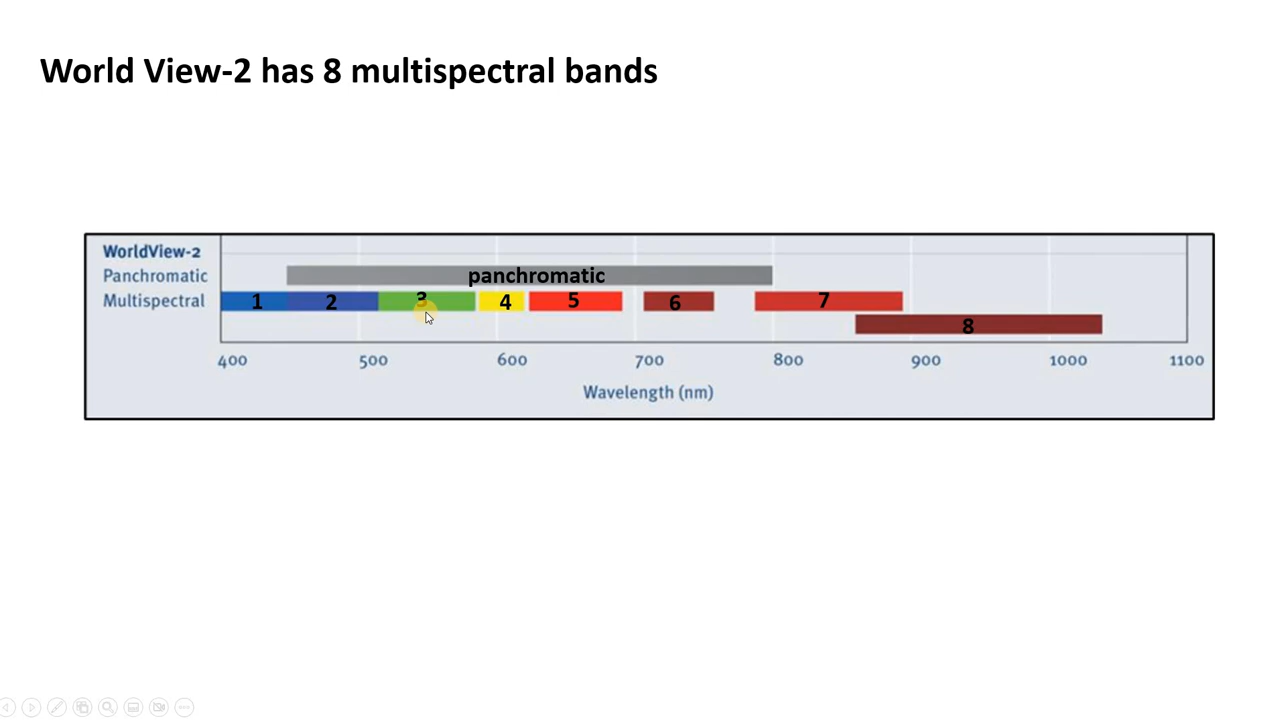 World View-2 has 8 multispectral bands
WorldView-2
Panchromatic panchromatic
Multispectral 1 2 3 4 5 6 7
8
400 500 600 700 800 900 1000 1100
Wavelength (nm)